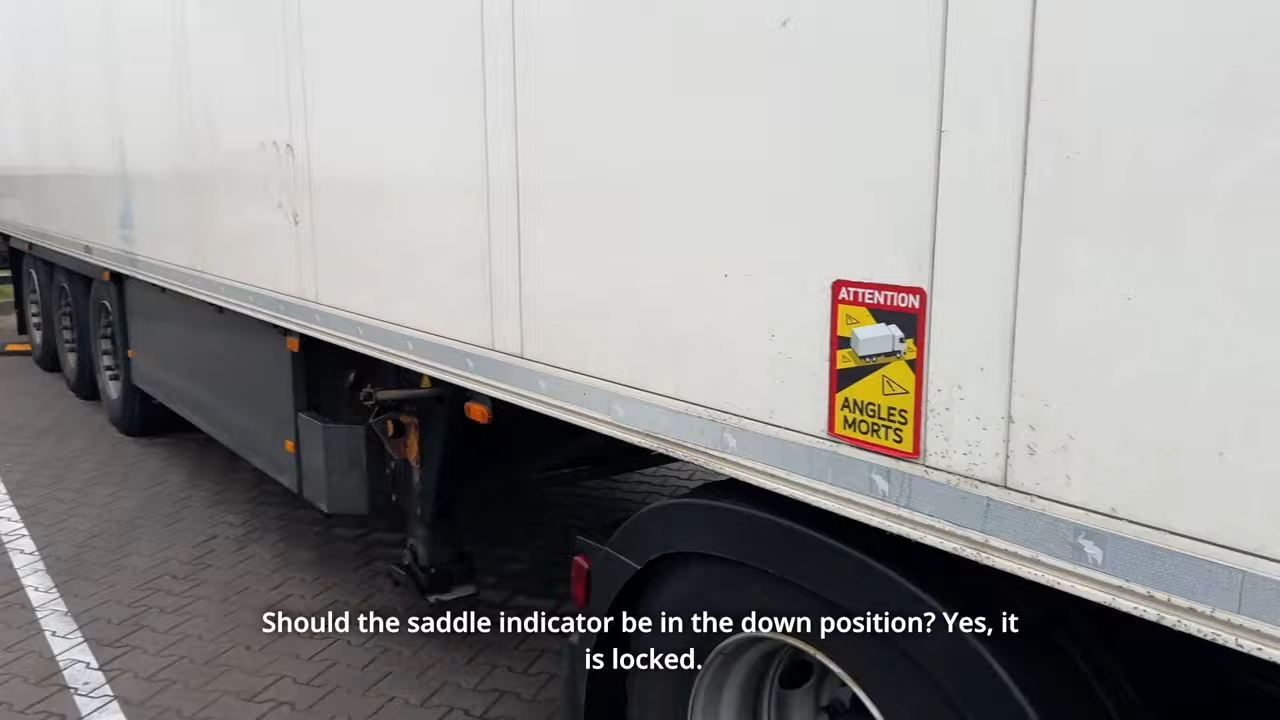 ATTENTION
ANGLES
MORTS
Should the saddle indicator be in the down position? Yes, it
is locked.